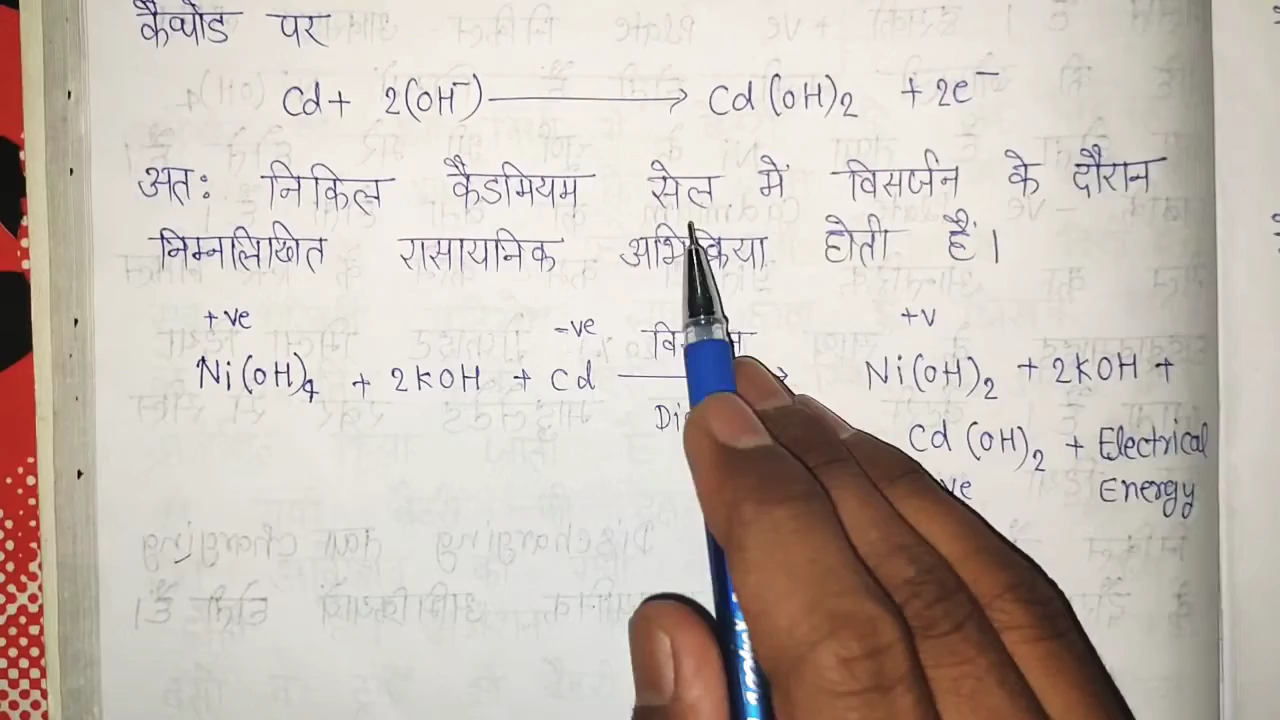 कैथोड पर
Cd + 2(OH⁻) ⟶ Cd(OH)₂ + 2e⁻
अतः निकिल कैडमियम सेल में विसर्जन के दौरान
निम्नलिखित रासायनिक अभिक्रिया होती हैं।
+ve -ve +v
Ni(OH)₄ + 2KOH + Cd ⟶ Ni(OH)₂ + 2KOH +
Cd(OH)₂ + Electrical
Energy